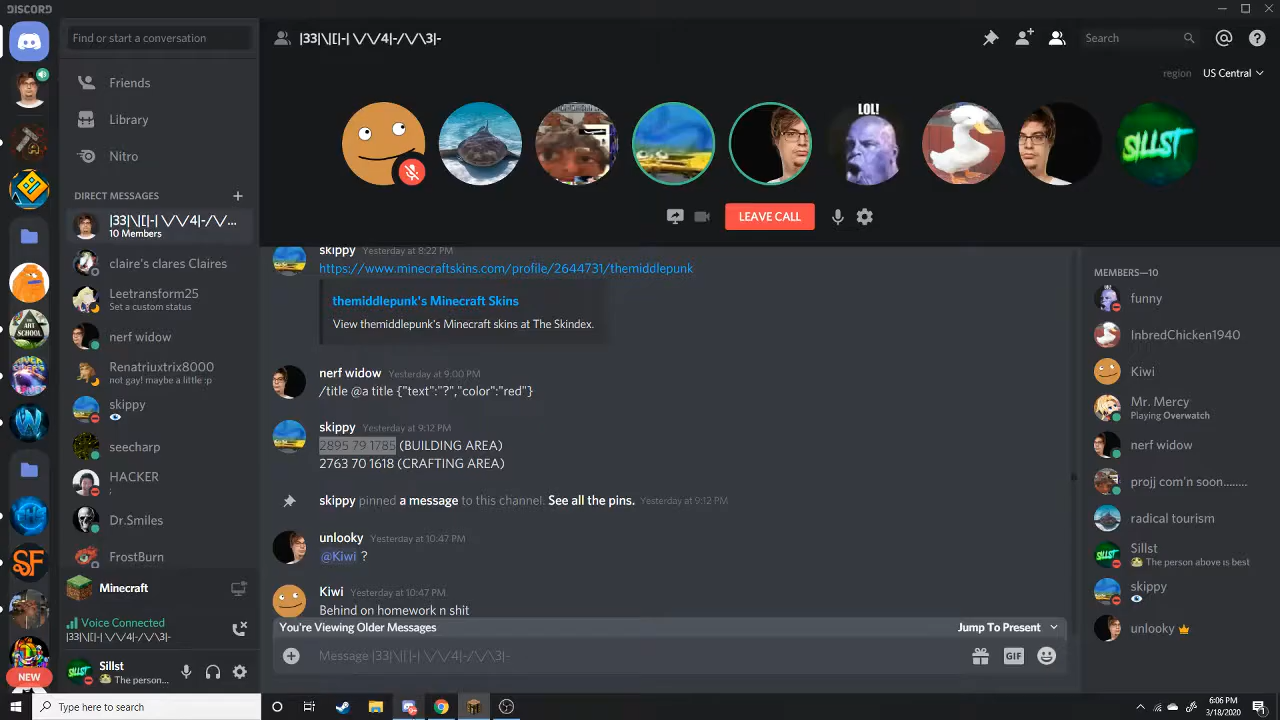 DISCORD
Find or start a conversation
Friends
Library
Nitro
DIRECT MESSAGES
|33|\|[|-| \/\/4|-/\/\3|-
10 Members
claire's clares Claires
Leetransform25
Set a custom status
nerf widow
Renatriuxtrix8000
not gay! maybe a little :p
skippy
seecharp
HACKER
;
Dr.Smiles
FrostBurn
Minecraft
Voice Connected
|33|\|[|-| \/\/4|-/\/\3|-
Sillst
The person...
NEW
SF
|33|\|[|-| \/\/4|-/\/\3|-
Search
region
US Central
LOL!
SILLST
LEAVE CALL
skippy Yesterday at 8:22 PM
https://www.minecraftskins.com/profile/2644731/themiddlepunk
themiddlepunk's Minecraft Skins
View themiddlepunk's Minecraft skins at The Skindex.
nerf widow Yesterday at 9:00 PM
/title @a title {"text":"?","color":"red"}
skippy Yesterday at 9:12 PM
2895 79 1785 (BUILDING AREA)
2763 70 1618 (CRAFTING AREA)
skippy pinned a message to this channel. See all the pins. Yesterday at 9:12 PM
unlooky Yesterday at 10:47 PM
@Kiwi ?
Kiwi Yesterday at 10:47 PM
Behind on homework n shit
You're Viewing Older Messages
Jump To Present
Message |33|\|[|-| \/\/4|-/\/\3|-
GIF
MEMBERS—10
funny
InbredChicken1940
Kiwi
Mr. Mercy
Playing Overwatch
nerf widow
projj com'n soon........
radical tourism
Sillst
The person above is best
skippy
unlooky
Type here to search
6:06 PM
3/18/2020